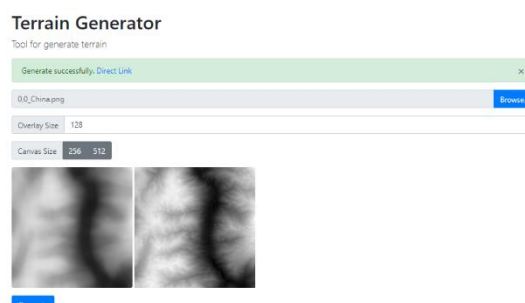 Terrain Generator
Tool for generate terrain
Generate successfully. Direct Link ×
0,0_China.png Browse
Overlay Size 128
Canvas Size 256 512